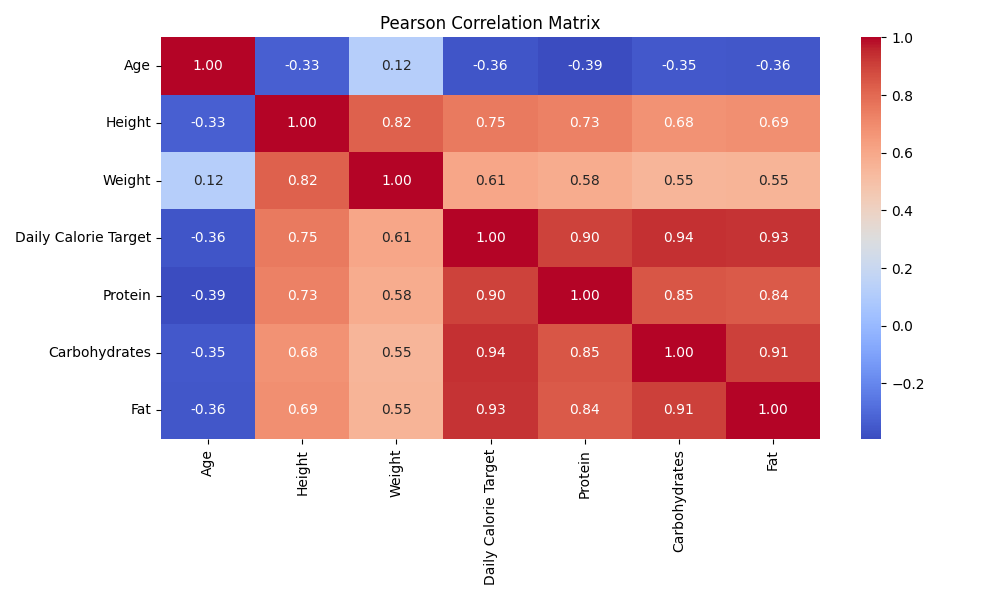 Pearson Correlation Matrix
Age 1.00 -0.33 0.12 -0.36 -0.39 -0.35 -0.36
Height -0.33 1.00 0.82 0.75 0.73 0.68 0.69
Weight 0.12 0.82 1.00 0.61 0.58 0.55 0.55
Daily Calorie Target -0.36 0.75 0.61 1.00 0.90 0.94 0.93
Protein -0.39 0.73 0.58 0.90 1.00 0.85 0.84
Carbohydrates -0.35 0.68 0.55 0.94 0.85 1.00 0.91
Fat -0.36 0.69 0.55 0.93 0.84 0.91 1.00
Age Height Weight Daily Calorie Target Protein Carbohydrates Fat
1.0
0.8
0.6
0.4
0.2
0.0
−0.2